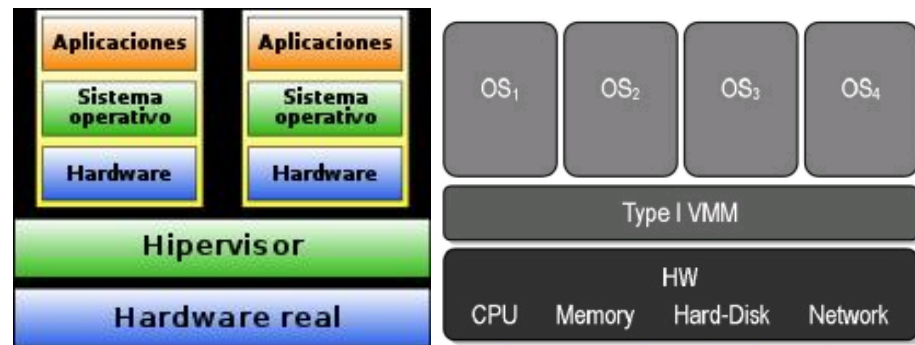 Aplicaciones
Sistema
operativo
Hardware
Aplicaciones
Sistema
operativo
Hardware
Hipervisor
Hardware real
OS₁ OS₂ OS₃ OS₄
Type I VMM
HW
CPU Memory Hard-Disk Network